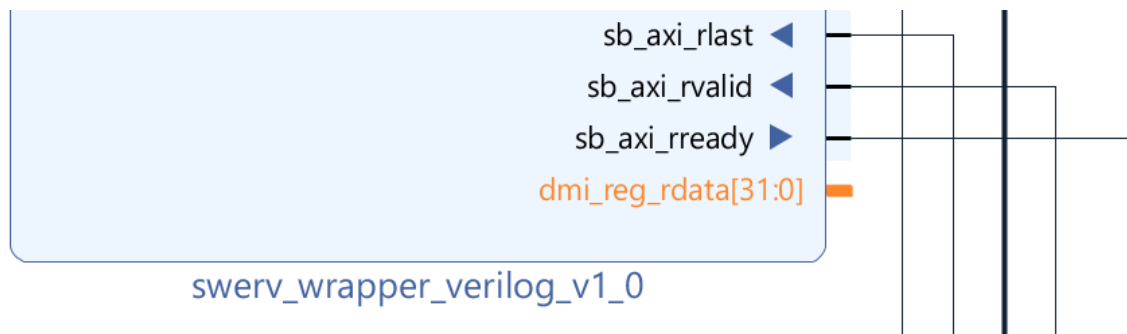 sb_axi_rlast
sb_axi_rvalid
sb_axi_rready
dmi_reg_rdata[31:0]
swerv_wrapper_verilog_v1_0